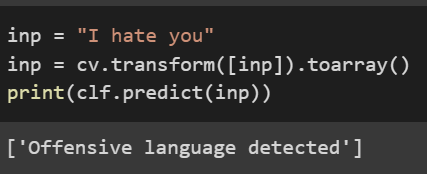 inp = "I hate you"
inp = cv.transform([inp]).toarray()
print(clf.predict(inp))
['Offensive language detected']